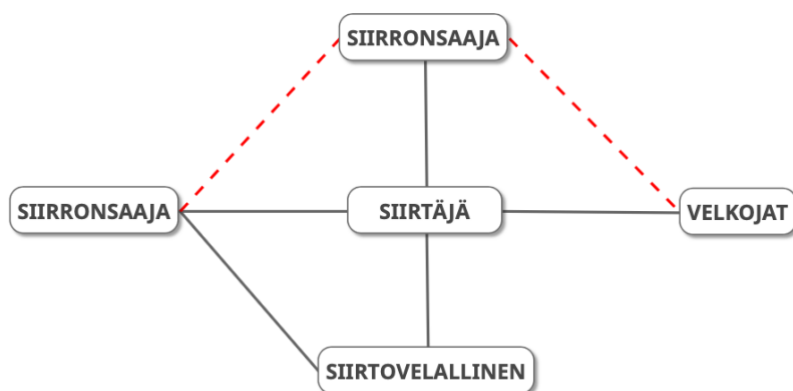 SIIRRONSAAJA
SIIRRONSAAJA
SIIRTÄJÄ
VELKOJAT
SIIRTOVELALLINEN